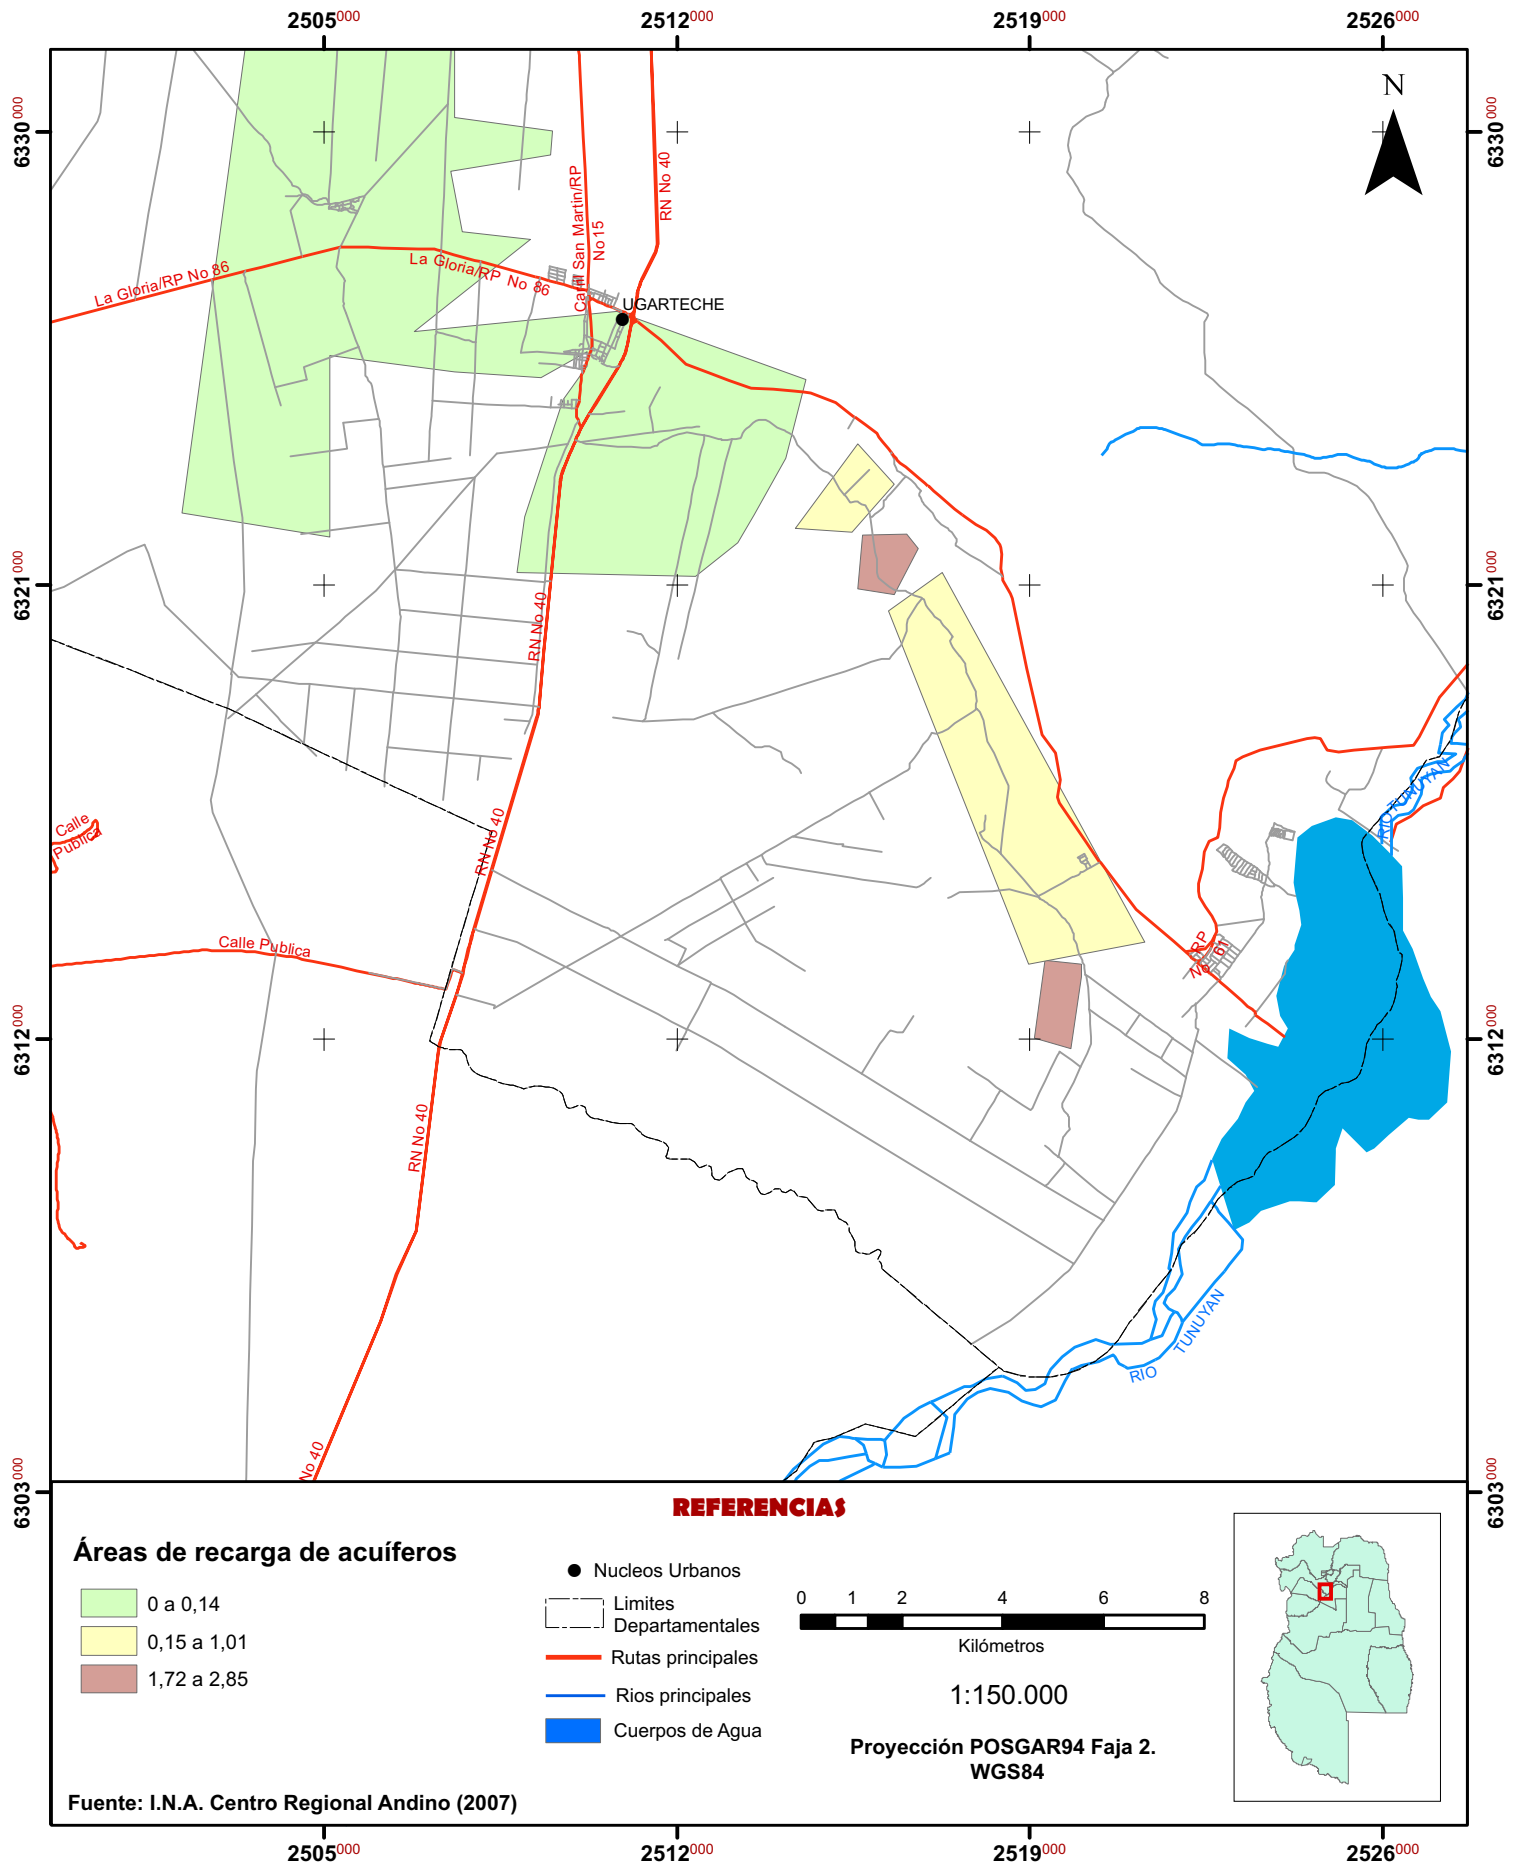 2505000 2512000 2519000 2526000
6330000 6330000
N
RN No 40
Carril San Martin/RP
No15
La Gloria/RP No 86
La Gloria/RP No 86
UGARTECHE
6321000 6321000
RN No 40
RIO TUNUYAN
Calle
Publica
RN No 40
Calle Publica
RP
No 61
6312000 6312000
RN No 40
RIO TUNUYAN
No 40
6303000 6303000
REFERENCIAS
Áreas de recarga de acuíferos
0 a 0,14
0,15 a 1,01
1,72 a 2,85
Nucleos Urbanos
Limites
Departamentales
Rutas principales
Rios principales
Cuerpos de Agua
0 1 2 4 6 8
Kilómetros
1:150.000
Proyección POSGAR94 Faja 2.
WGS84
Fuente: I.N.A. Centro Regional Andino (2007)
2505000 2512000 2519000 2526000